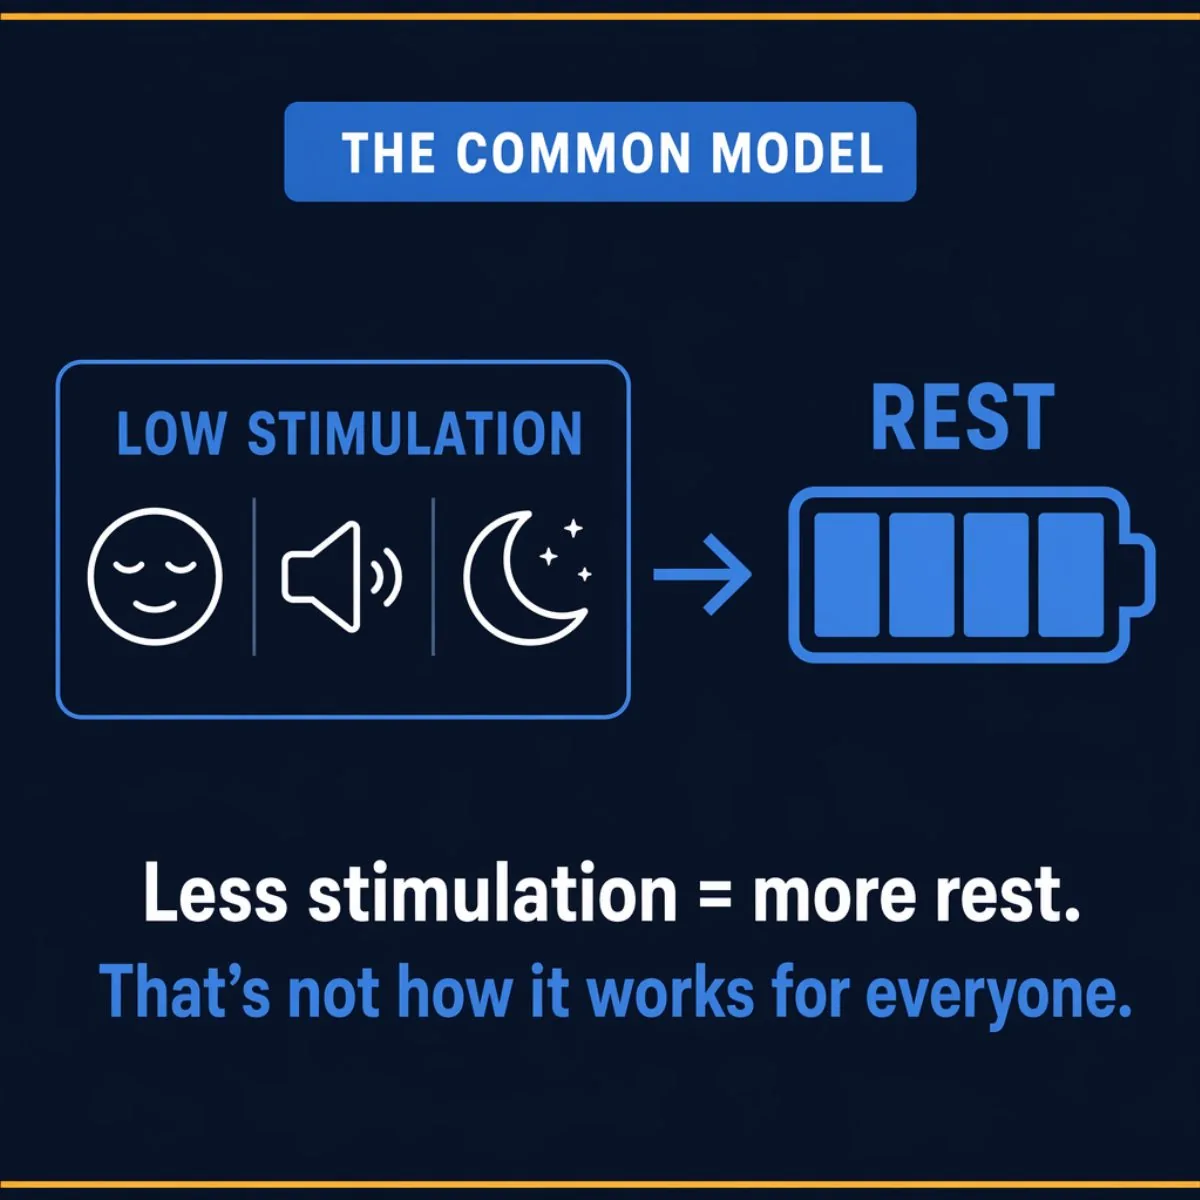 THE COMMON MODEL
LOW STIMULATION
REST
Less stimulation = more rest.
That’s not how it works for everyone.